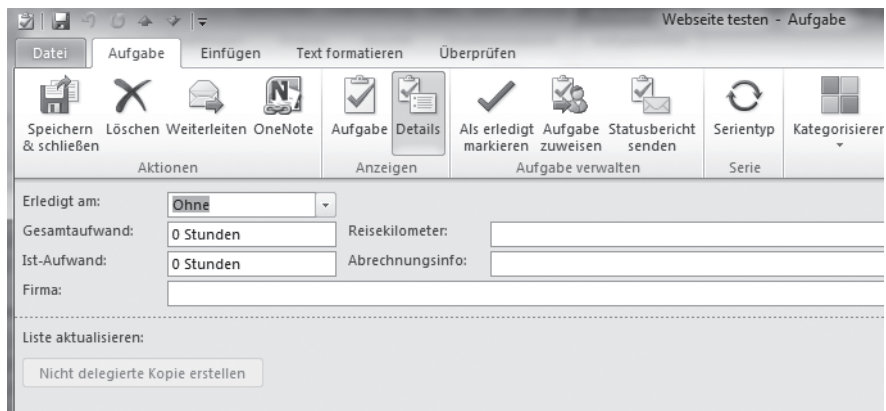 Webseite testen - Aufgabe
Datei Aufgabe Einfügen Text formatieren Überprüfen
Speichern Löschen Weiterleiten OneNote Aufgabe Details Als erledigt Aufgabe Statusbericht Serientyp Kategorisieren
& schließen markieren zuweisen senden
Aktionen Anzeigen Aufgabe verwalten Serie
Erledigt am: Ohne
Gesamtaufwand: 0 Stunden Reisekilometer:
Ist-Aufwand: 0 Stunden Abrechnungsinfo:
Firma:
Liste aktualisieren:
Nicht delegierte Kopie erstellen